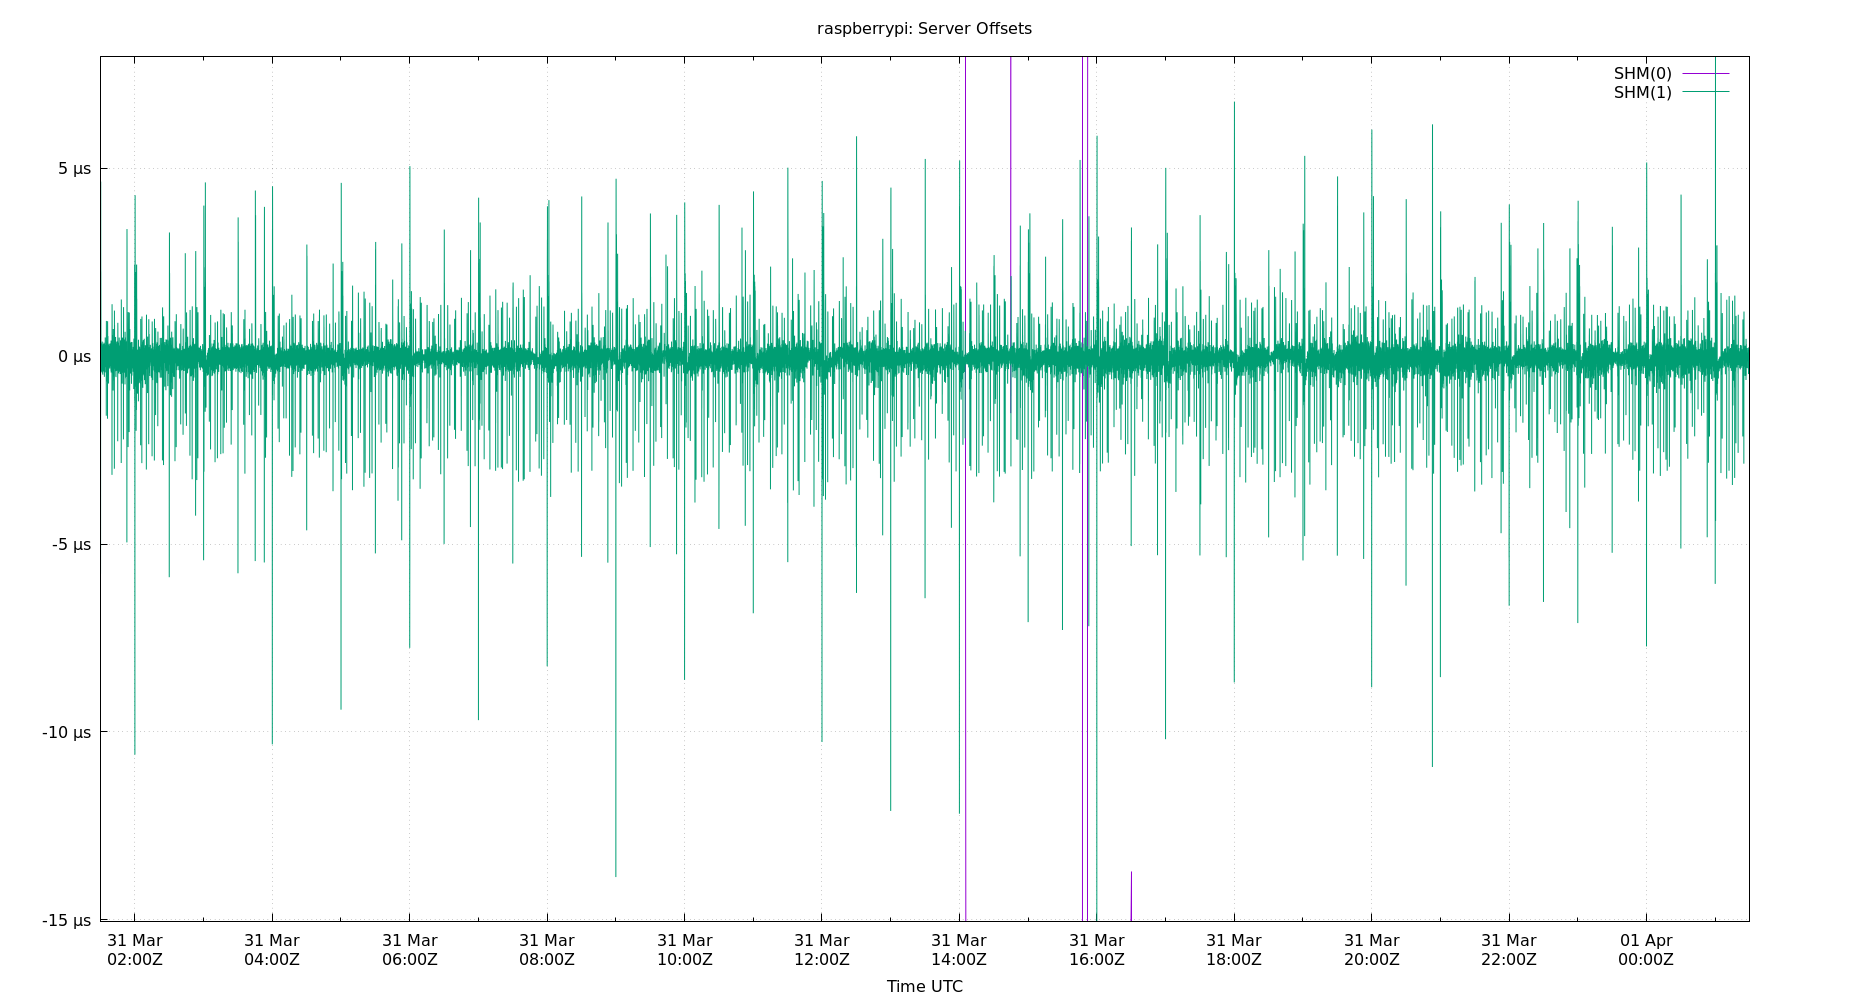 raspberrypi: Server Offsets
SHM(0)
SHM(1)
5 µs
0 µs
-5 µs
-10 µs
-15 µs
31 Mar 31 Mar 31 Mar 31 Mar 31 Mar 31 Mar 31 Mar 31 Mar 31 Mar 31 Mar 31 Mar 01 Apr
02:00Z 04:00Z 06:00Z 08:00Z 10:00Z 12:00Z 14:00Z 16:00Z 18:00Z 20:00Z 22:00Z 00:00Z
Time UTC